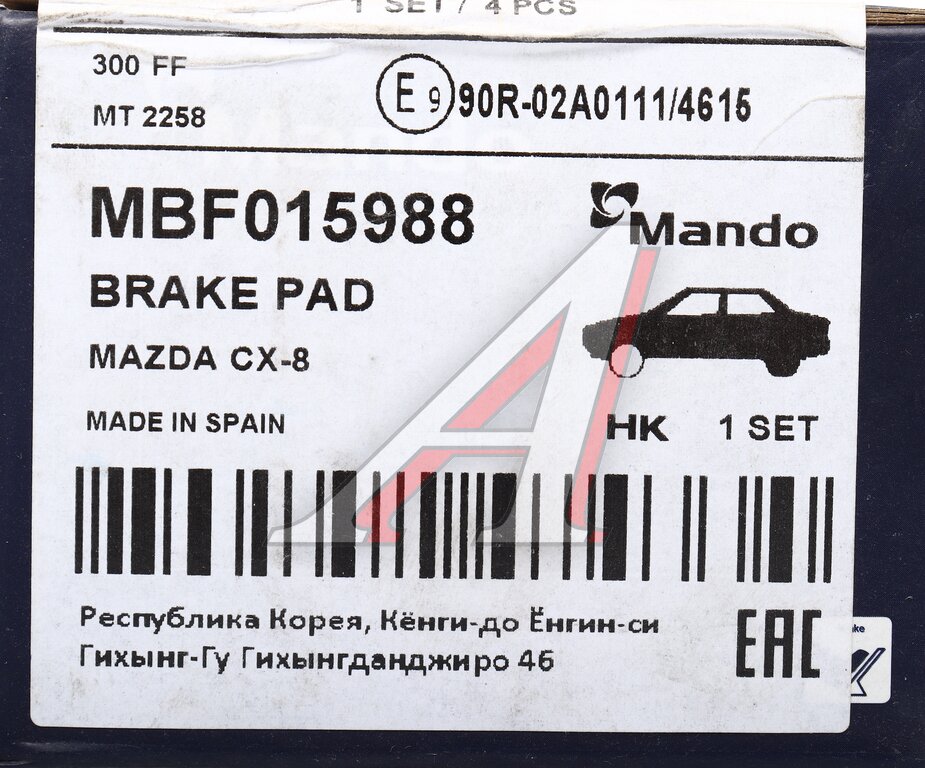 1 SET / 4 PCS
300 FF
MT 2258
E 9 90R-02A0111/4615
MBF015988
Mando
BRAKE PAD
MAZDA CX-8
MADE IN SPAIN
HK 1 SET
Республика Корея, Кёнги-до Ёнгин-си
Гихынг-Гу Гихынгданджиро 46
EAC